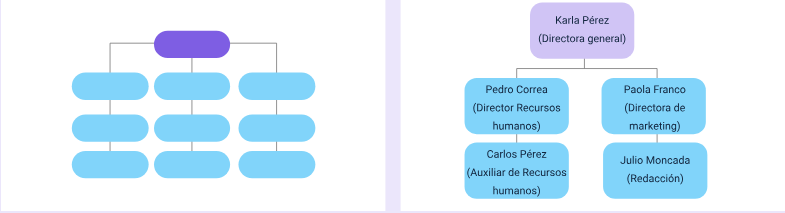 Karla Pérez
(Directora general)
Pedro Correa
(Director Recursos
humanos)
Paola Franco
(Directora de
marketing)
Carlos Pérez
(Auxiliar de Recursos
humanos)
Julio Moncada
(Redacción)